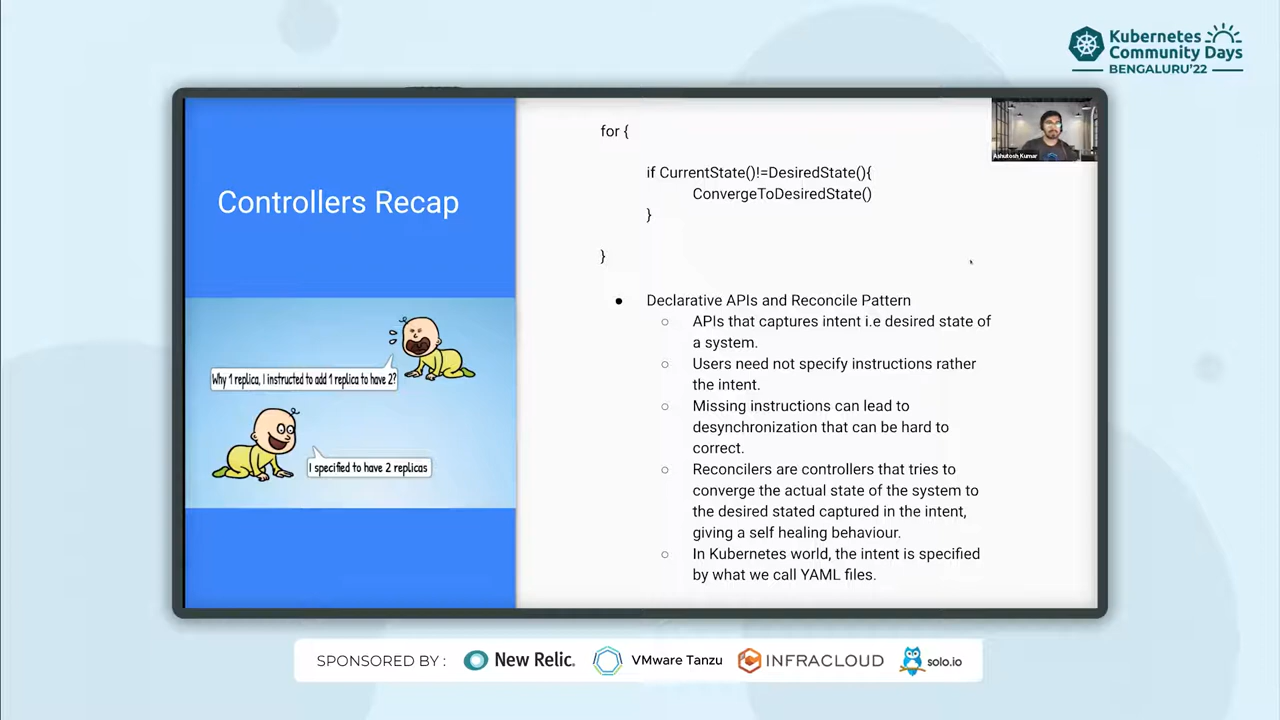 Kubernetes
Community Days
BENGALURU'22
Controllers Recap
Why 1 replica, I instructed to add 1 replica to have 2?
I specified to have 2 replicas
for {
if CurrentState()!=DesiredState(){
ConvergeToDesiredState()
}
}
● Declarative APIs and Reconcile Pattern
○ APIs that captures intent i.e desired state of
a system.
○ Users need not specify instructions rather
the intent.
○ Missing instructions can lead to
desynchronization that can be hard to
correct.
○ Reconcilers are controllers that tries to
converge the actual state of the system to
the desired stated captured in the intent,
giving a self healing behaviour.
○ In Kubernetes world, the intent is specified
by what we call YAML files.
Ashutosh Kumar
SPONSORED BY : New Relic. VMware Tanzu INFRACLOUD solo.io